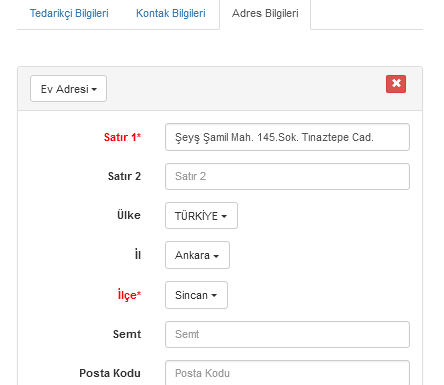 Tedarikçi Bilgileri Kontak Bilgileri Adres Bilgileri
Ev Adresi
Satır 1* Şeyş Şamil Mah. 145.Sok. Tınaztepe Cad.
Satır 2 Satır 2
Ülke TÜRKİYE
İl Ankara
İlçe* Sincan
Semt Semt
Posta Kodu Posta Kodu